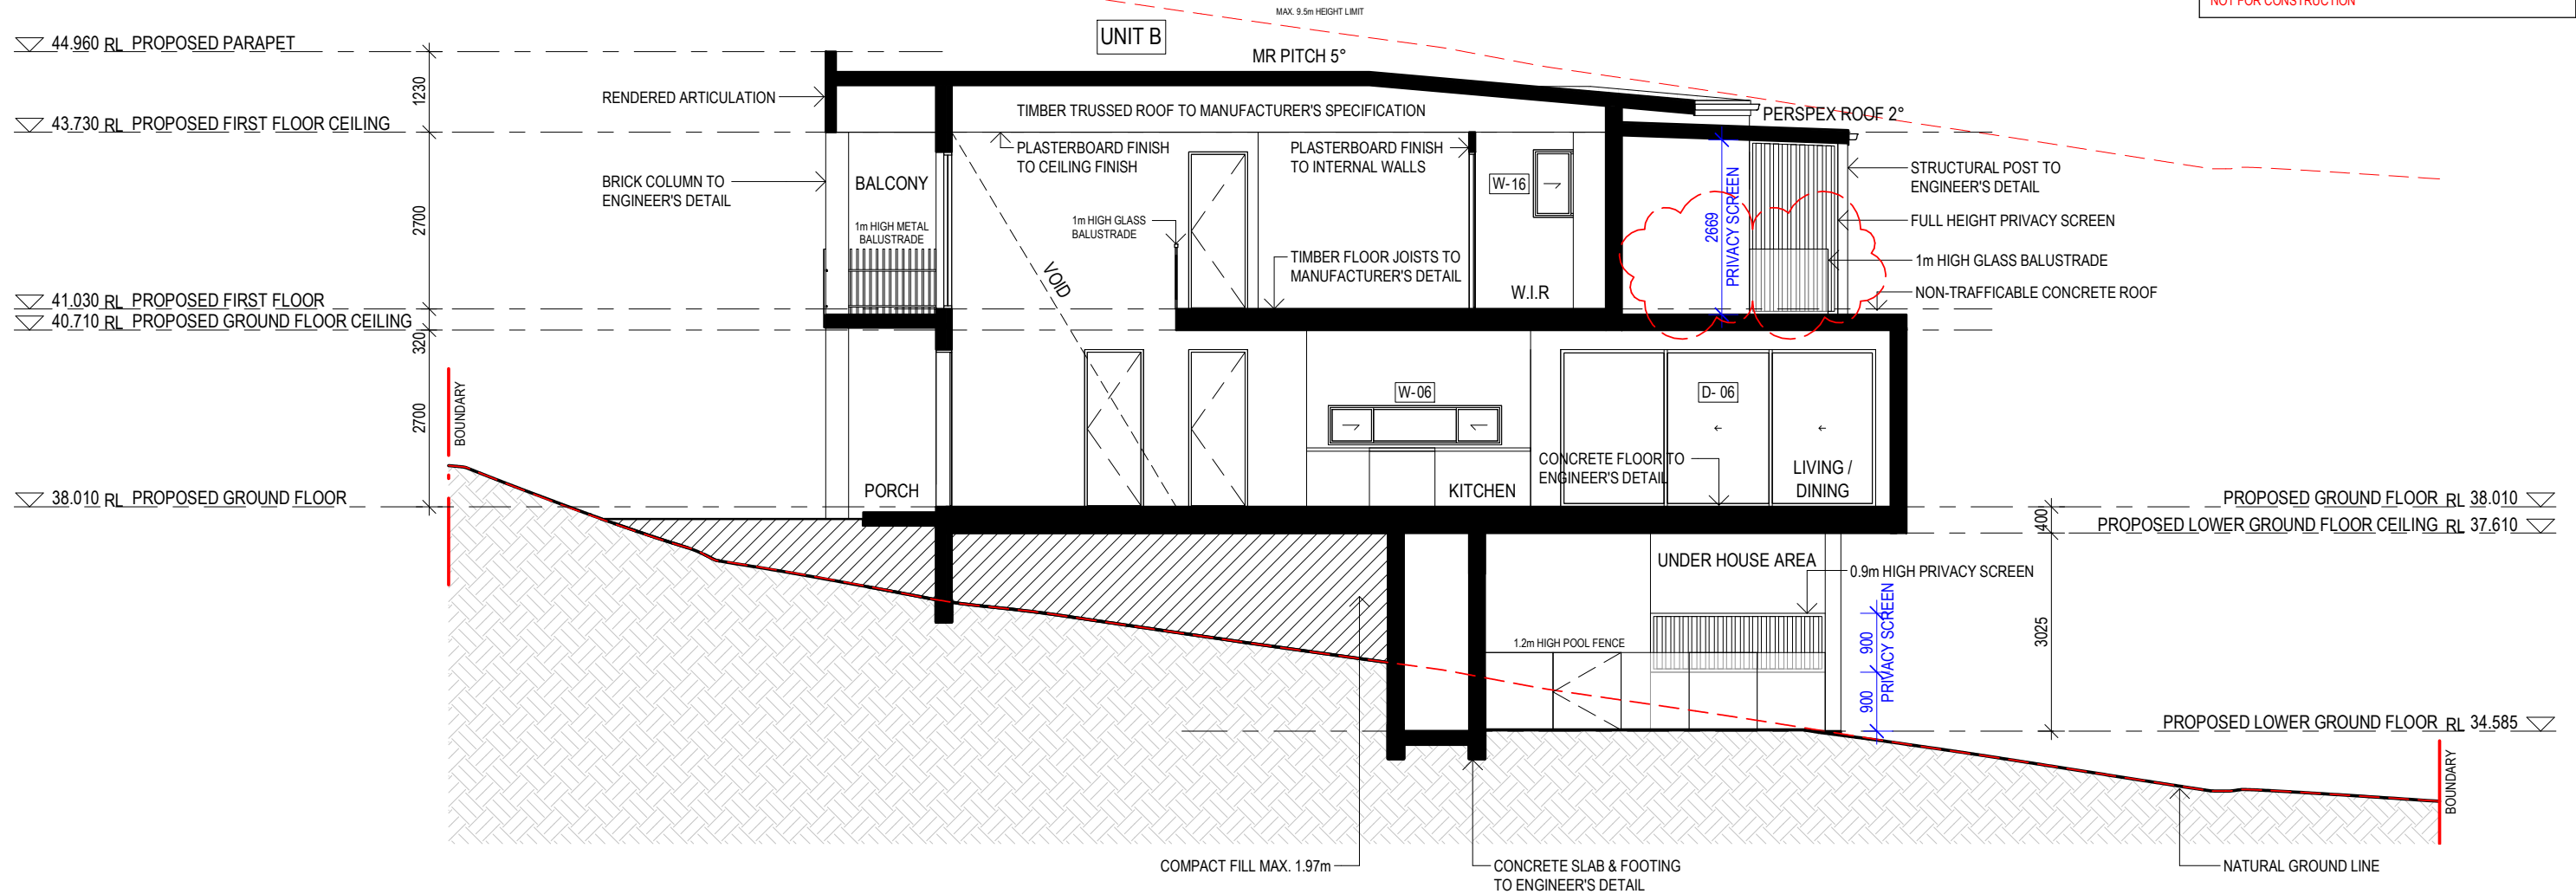 MAX. 9.5m HEIGHT LIMIT
NOT FOR CONSTRUCTION
44.960 RL PROPOSED PARAPET
UNIT B
MR PITCH 5°
1230
RENDERED ARTICULATION
TIMBER TRUSSED ROOF TO MANUFACTURER'S SPECIFICATION
PERSPEX ROOF 2°
43.730 RL PROPOSED FIRST FLOOR CEILING
PLASTERBOARD FINISH
TO CEILING FINISH
PLASTERBOARD FINISH
TO INTERNAL WALLS
STRUCTURAL POST TO
ENGINEER'S DETAIL
BRICK COLUMN TO
ENGINEER'S DETAIL
BALCONY
W-16
2700
1m HIGH METAL
BALUSTRADE
1m HIGH GLASS
BALUSTRADE
2669
PRIVACY SCREEN
FULL HEIGHT PRIVACY SCREEN
VOID
TIMBER FLOOR JOISTS TO
MANUFACTURER'S DETAIL
1m HIGH GLASS BALUSTRADE
W.I.R
NON-TRAFFICABLE CONCRETE ROOF
41.030 RL PROPOSED FIRST FLOOR
40.710 RL PROPOSED GROUND FLOOR CEILING
320
BOUNDARY
2700
W-06
D- 06
CONCRETE FLOOR TO
ENGINEER'S DETAIL
LIVING /
DINING
PORCH
KITCHEN
38.010 RL PROPOSED GROUND FLOOR
PROPOSED GROUND FLOOR RL 38.010
400
PROPOSED LOWER GROUND FLOOR CEILING RL 37.610
UNDER HOUSE AREA
0.9m HIGH PRIVACY SCREEN
1.2m HIGH POOL FENCE
900
900
PRIVACY SCREEN
3025
PROPOSED LOWER GROUND FLOOR RL 34.585
BOUNDARY
COMPACT FILL MAX. 1.97m
CONCRETE SLAB & FOOTING
TO ENGINEER'S DETAIL
NATURAL GROUND LINE